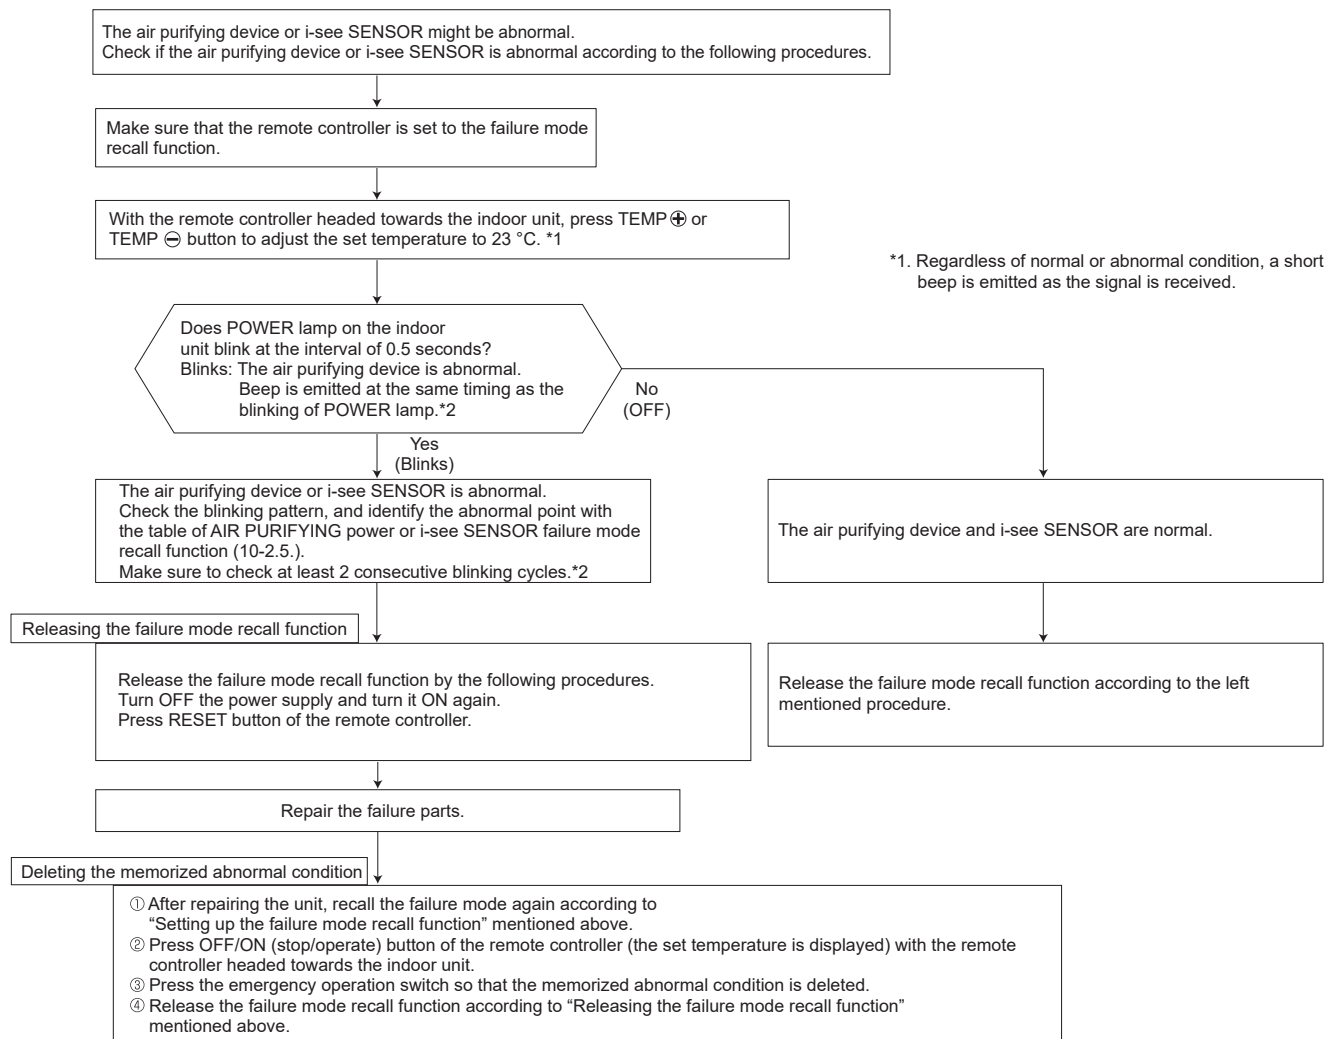 The air purifying device or i-see SENSOR might be abnormal.
Check if the air purifying device or i-see SENSOR is abnormal according to the following procedures.
Make sure that the remote controller is set to the failure mode
recall function.
With the remote controller headed towards the indoor unit, press TEMP ⊕ or
TEMP ⊖ button to adjust the set temperature to 23 °C. *1
*1. Regardless of normal or abnormal condition, a short
beep is emitted as the signal is received.
Does POWER lamp on the indoor
unit blink at the interval of 0.5 seconds?
Blinks: The air purifying device is abnormal.
Beep is emitted at the same timing as the
blinking of POWER lamp.*2
No
(OFF)
Yes
(Blinks)
The air purifying device or i-see SENSOR is abnormal.
Check the blinking pattern, and identify the abnormal point with
the table of AIR PURIFYING power or i-see SENSOR failure mode
recall function (10-2.5.).
Make sure to check at least 2 consecutive blinking cycles.*2
The air purifying device and i-see SENSOR are normal.
Releasing the failure mode recall function
Release the failure mode recall function by the following procedures.
Turn OFF the power supply and turn it ON again.
Press RESET button of the remote controller.
Release the failure mode recall function according to the left
mentioned procedure.
Repair the failure parts.
Deleting the memorized abnormal condition
① After repairing the unit, recall the failure mode again according to
“Setting up the failure mode recall function” mentioned above.
② Press OFF/ON (stop/operate) button of the remote controller (the set temperature is displayed) with the remote
controller headed towards the indoor unit.
③ Press the emergency operation switch so that the memorized abnormal condition is deleted.
④ Release the failure mode recall function according to “Releasing the failure mode recall function”
mentioned above.